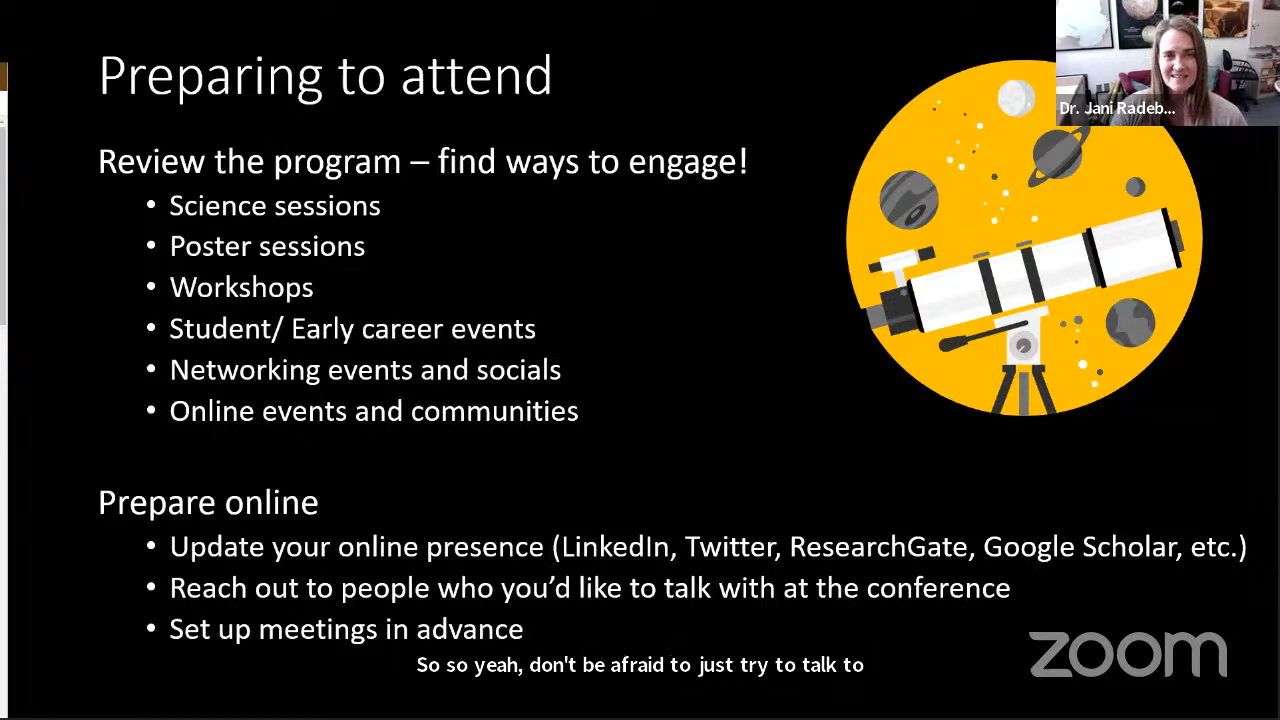 Preparing to attend
Dr. Jani Radeb...
Review the program – find ways to engage!
• Science sessions
• Poster sessions
• Workshops
• Student/ Early career events
• Networking events and socials
• Online events and communities
Prepare online
• Update your online presence (LinkedIn, Twitter, ResearchGate, Google Scholar, etc.)
• Reach out to people who you’d like to talk with at the conference
• Set up meetings in advance
So so yeah, don't be afraid to just try to talk to
zoom